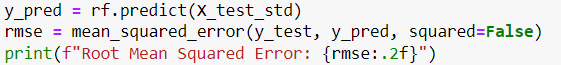 y_pred = rf.predict(X_test_std)
rmse = mean_squared_error(y_test, y_pred, squared=False)
print(f"Root Mean Squared Error: {rmse:.2f}")